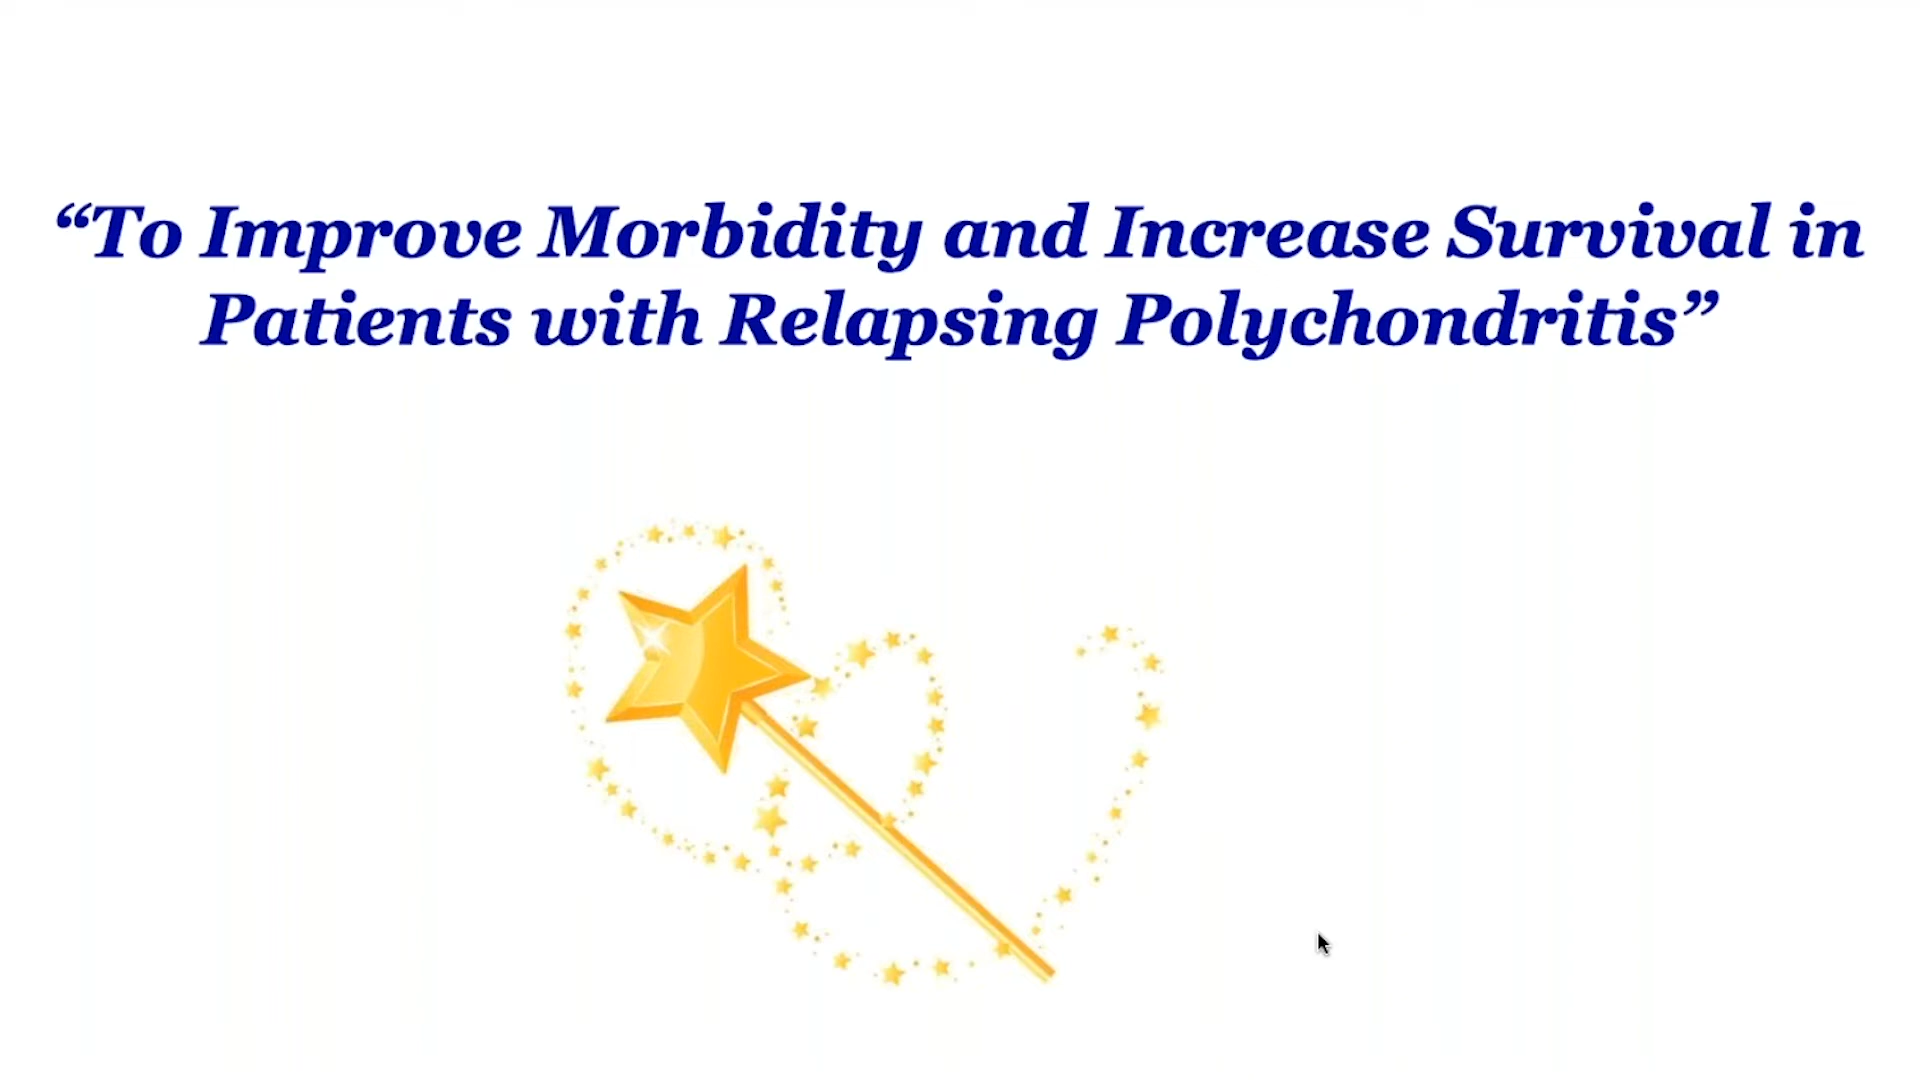 “To Improve Morbidity and Increase Survival in
Patients with Relapsing Polychondritis”